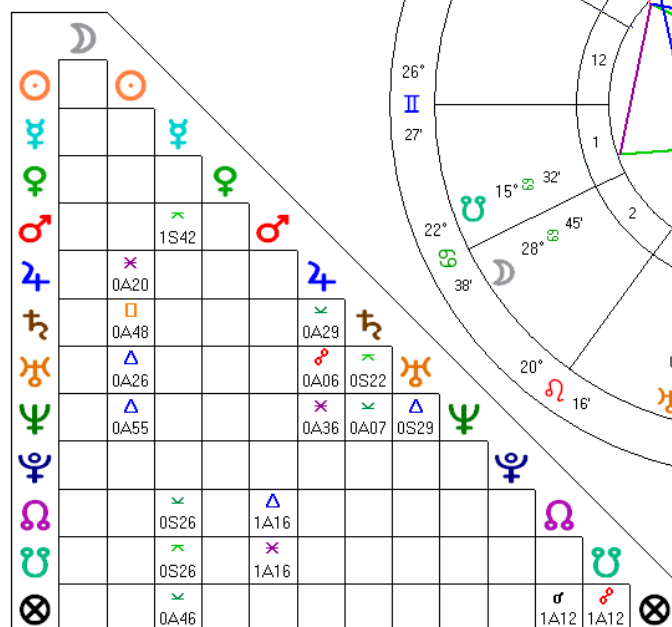 ☽
☉ ☉
☿ ☿
♀ ♀
♂ ⚻ 1S42 ♂
♃ ⚹ 0A20 ♃
♄ □ 0A48 ⚺ 0A29 ♄
♅ △ 0A26 ☍ 0A06 ⚻ 0S22 ♅
♆ △ 0A55 ⚹ 0A36 ⚺ 0A07 △ 0S29 ♆
♇ ♇
☊ ⚺ 0S26 △ 1A16 ☊
☋ ⚻ 0S26 ⚹ 1A16 ☋
⊗ ⚺ 0A46 ☌ 1A12 ☍ 1A12 ⊗
12
26°
♊
27'
1
☋ 15° ♋ 32'
2
22°
♋
38'
☽ 28° ♋ 45'
20°
♌
16'
♅